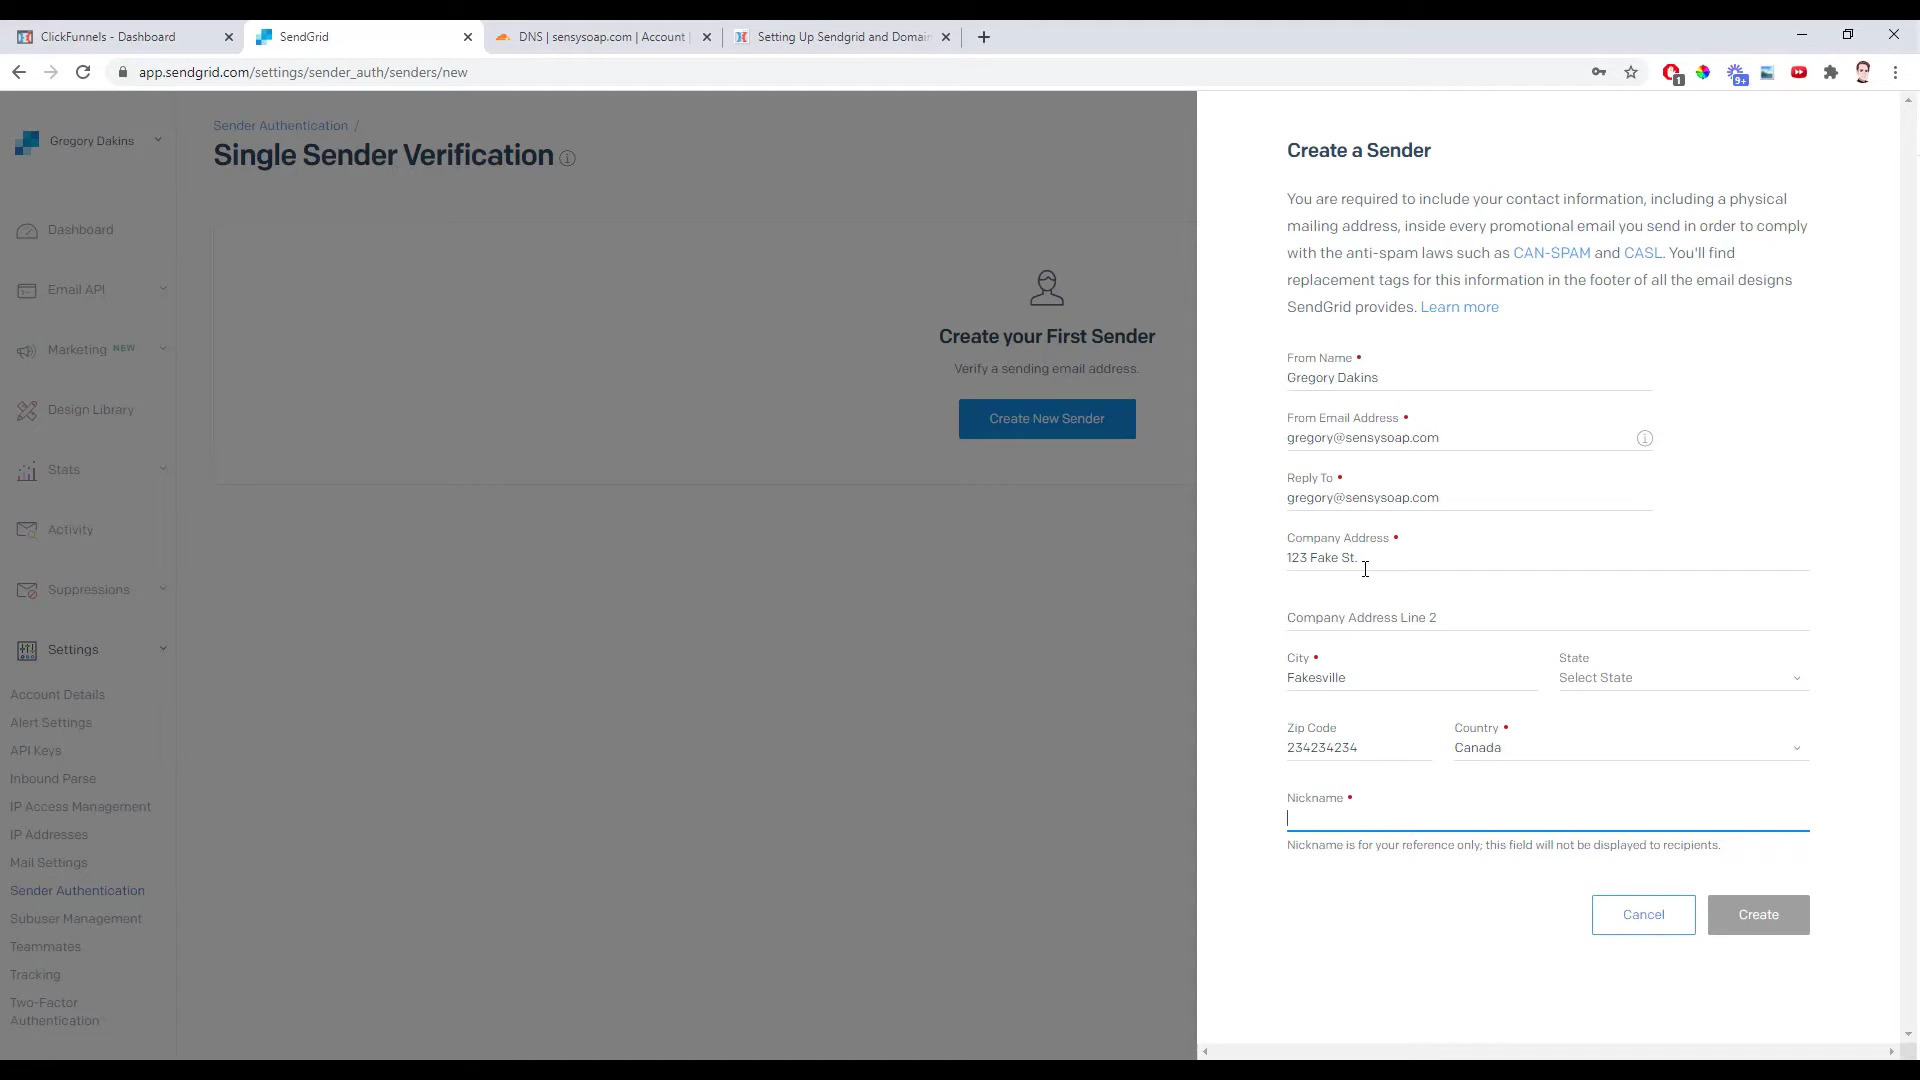 ClickFunnels - Dashboard
SendGrid
DNS | sensysoap.com | Account
Setting Up Sendgrid and Domain
app.sendgrid.com/settings/sender_auth/senders/new
1
9+
Gregory Dakins
Dashboard
Email API
Marketing NEW
Design Library
Stats
Activity
Suppressions
Settings
Account Details
Alert Settings
API Keys
Inbound Parse
IP Access Management
IP Addresses
Mail Settings
Sender Authentication
Subuser Management
Teammates
Tracking
Two-Factor
Authentication
Sender Authentication /
Single Sender Verification
Create your First Sender
Verify a sending email address.
Create New Sender
Create a Sender
You are required to include your contact information, including a physical
mailing address, inside every promotional email you send in order to comply
with the anti-spam laws such as CAN-SPAM and CASL. You'll find
replacement tags for this information in the footer of all the email designs
SendGrid provides. Learn more
From Name
Gregory Dakins
From Email Address
gregory@sensysoap.com
Reply To
gregory@sensysoap.com
Company Address
123 Fake St.
Company Address Line 2
City
Fakesville
State
Select State
Zip Code
234234234
Country
Canada
Nickname
Nickname is for your reference only; this field will not be displayed to recipients.
Cancel
Create